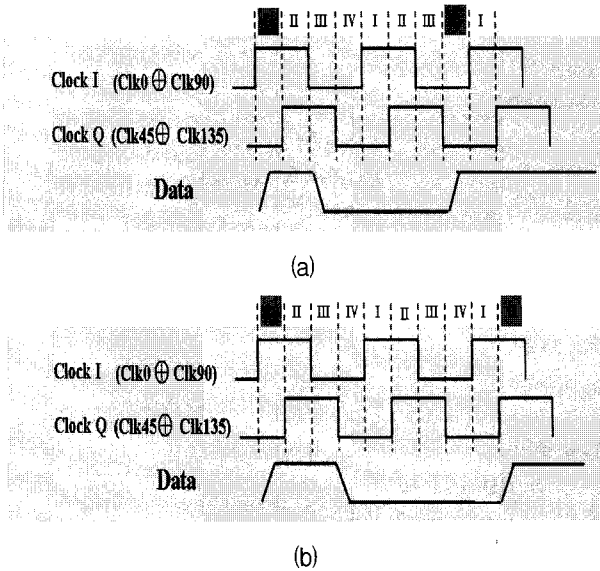 II III IV I II III I
Clock I (Clk0 ⊕ Clk90)
Clock Q (Clk45⊕ Clk135)
Data
(a)
II III IV I II III IV I
Clock I (Clk0 ⊕ Clk90)
Clock Q (Clk45⊕ Clk135)
Data
(b)